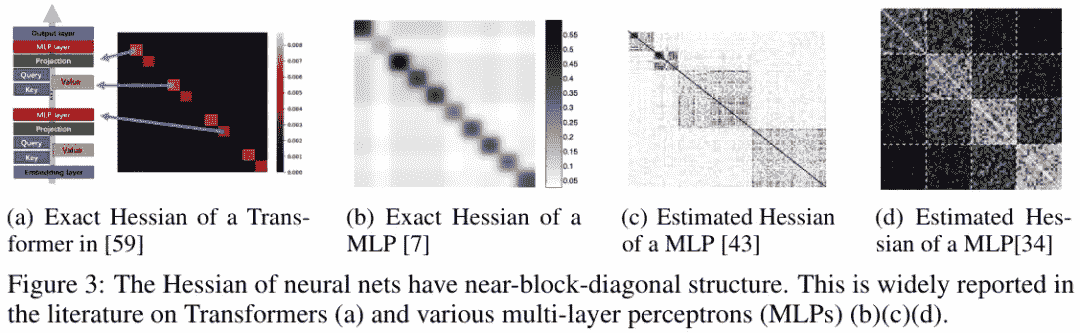 Output layer
MLP layer
Projection
Query
Value
Key
MLP layer
Projection
Query
Value
Key
Embedding layer
0.008
0.007
0.006
0.005
0.004
0.003
0.002
0.001
0.000
0.55
0.5
0.45
0.4
0.35
0.3
0.25
0.2
0.15
0.1
0.05
(a) Exact Hessian of a Trans-
former in [59]
(b) Exact Hessian of a
MLP [7]
(c) Estimated Hessian
of a MLP [43]
(d) Estimated Hes-
sian of a MLP[34]
Figure 3: The Hessian of neural nets have near-block-diagonal structure. This is widely reported in
the literature on Transformers (a) and various multi-layer perceptrons (MLPs) (b)(c)(d).